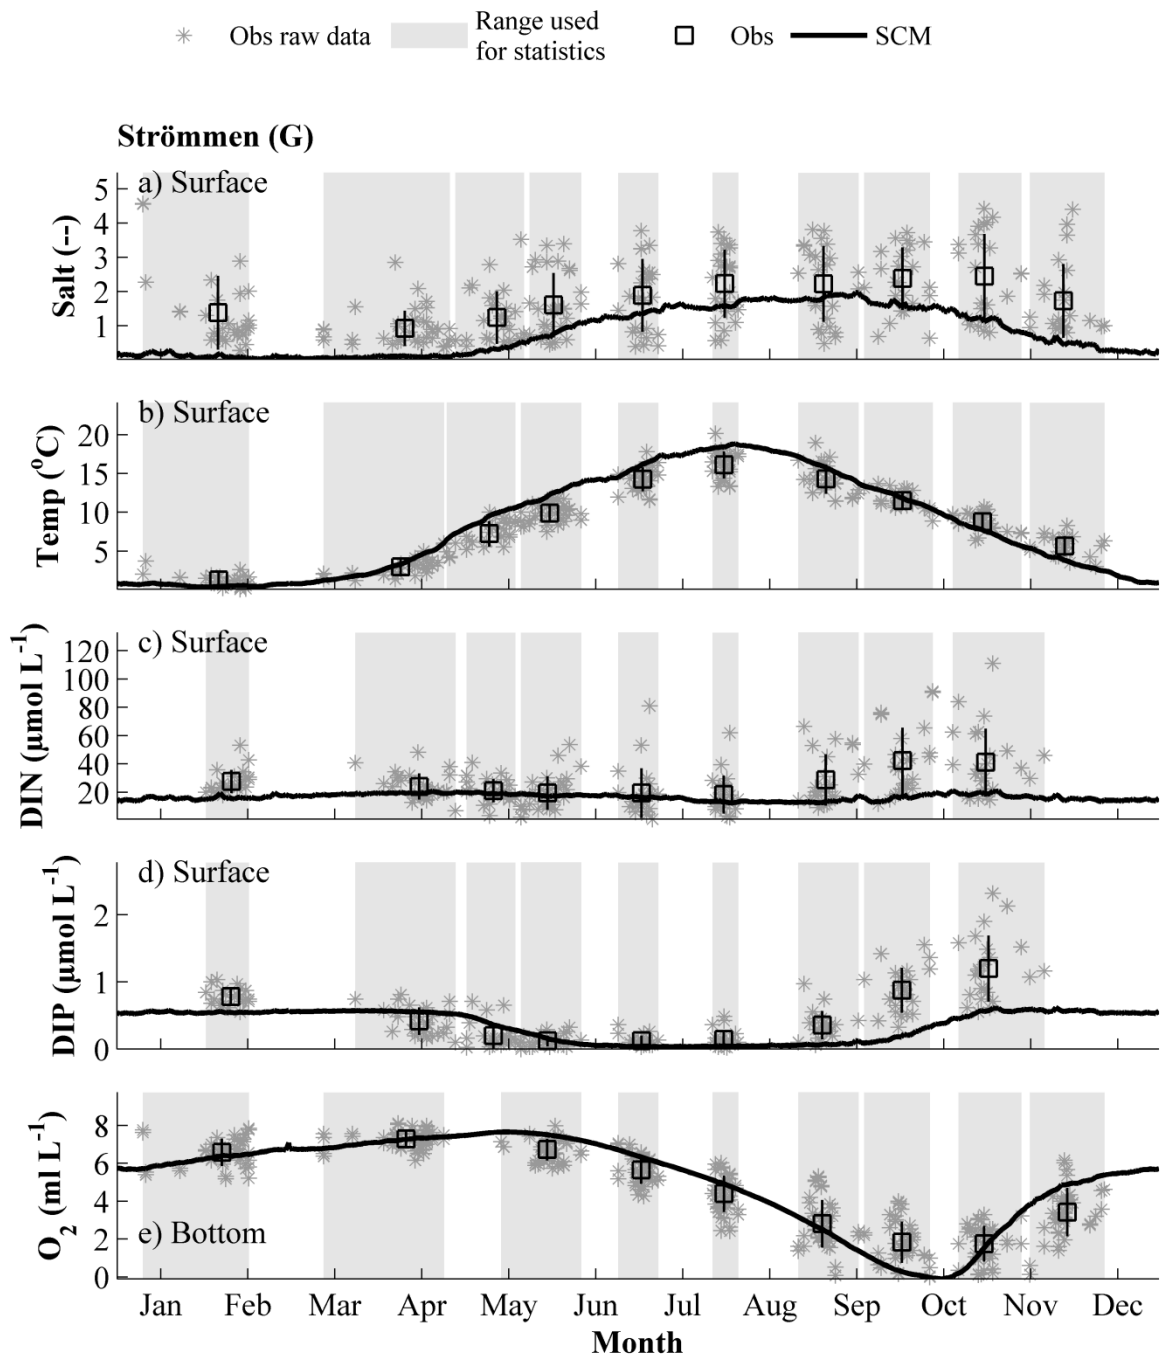 Obs raw data
Range used
for statistics
Obs
SCM
Strömmen (G)
a) Surface
Salt (--)
5
4
3
2
1
b) Surface
Temp (⁰C)
20
15
10
5
c) Surface
DIN (µmol L⁻¹)
120
100
80
60
40
20
d) Surface
DIP (µmol L⁻¹)
2
1
0
e) Bottom
O₂ (ml L⁻¹)
8
6
4
2
0
Jan Feb Mar Apr May Jun Jul Aug Sep Oct Nov Dec
Month